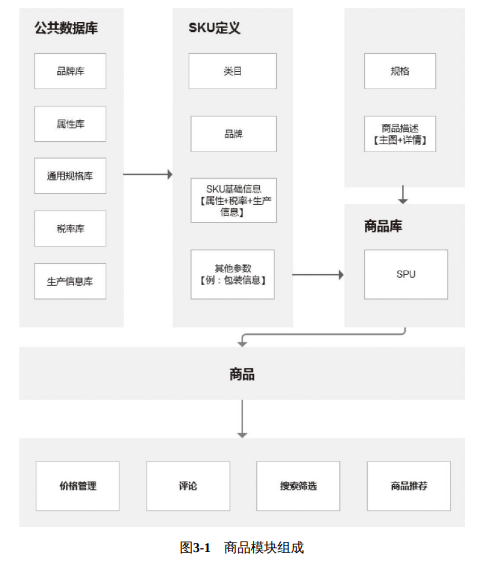 公共数据库
品牌库
属性库
通用规格库
税率库
生产信息库
SKU定义
类目
品牌
SKU基础信息
【属性+税率+生产
信息】
其他参数
【例：包装信息】
规格
商品描述
【主图+详情】
商品库
SPU
商品
价格管理
评论
搜索筛选
商品推荐
图3-1 商品模块组成